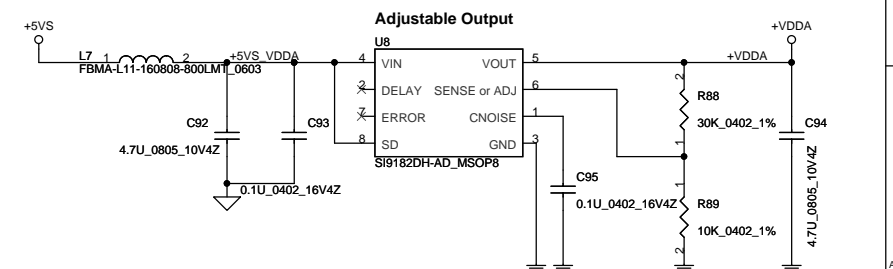 Adjustable Output
+5VS
+VDDA
L7
1
2
+5VS_VDDA
FBMA-L11-160808-800LMT_0603
U8
4
VIN
VOUT
5
+VDDA
2
DELAY
SENSE or ADJ
6
7
ERROR
CNOISE
1
8
SD
GND
3
SI9182DH-AD_MSOP8
C92
4.7U_0805_10V4Z
C93
0.1U_0402_16V4Z
C95
0.1U_0402_16V4Z
2
R88
30K_0402_1%
1
1
R89
10K_0402_1%
2
C94
4.7U_0805_10V4Z
A